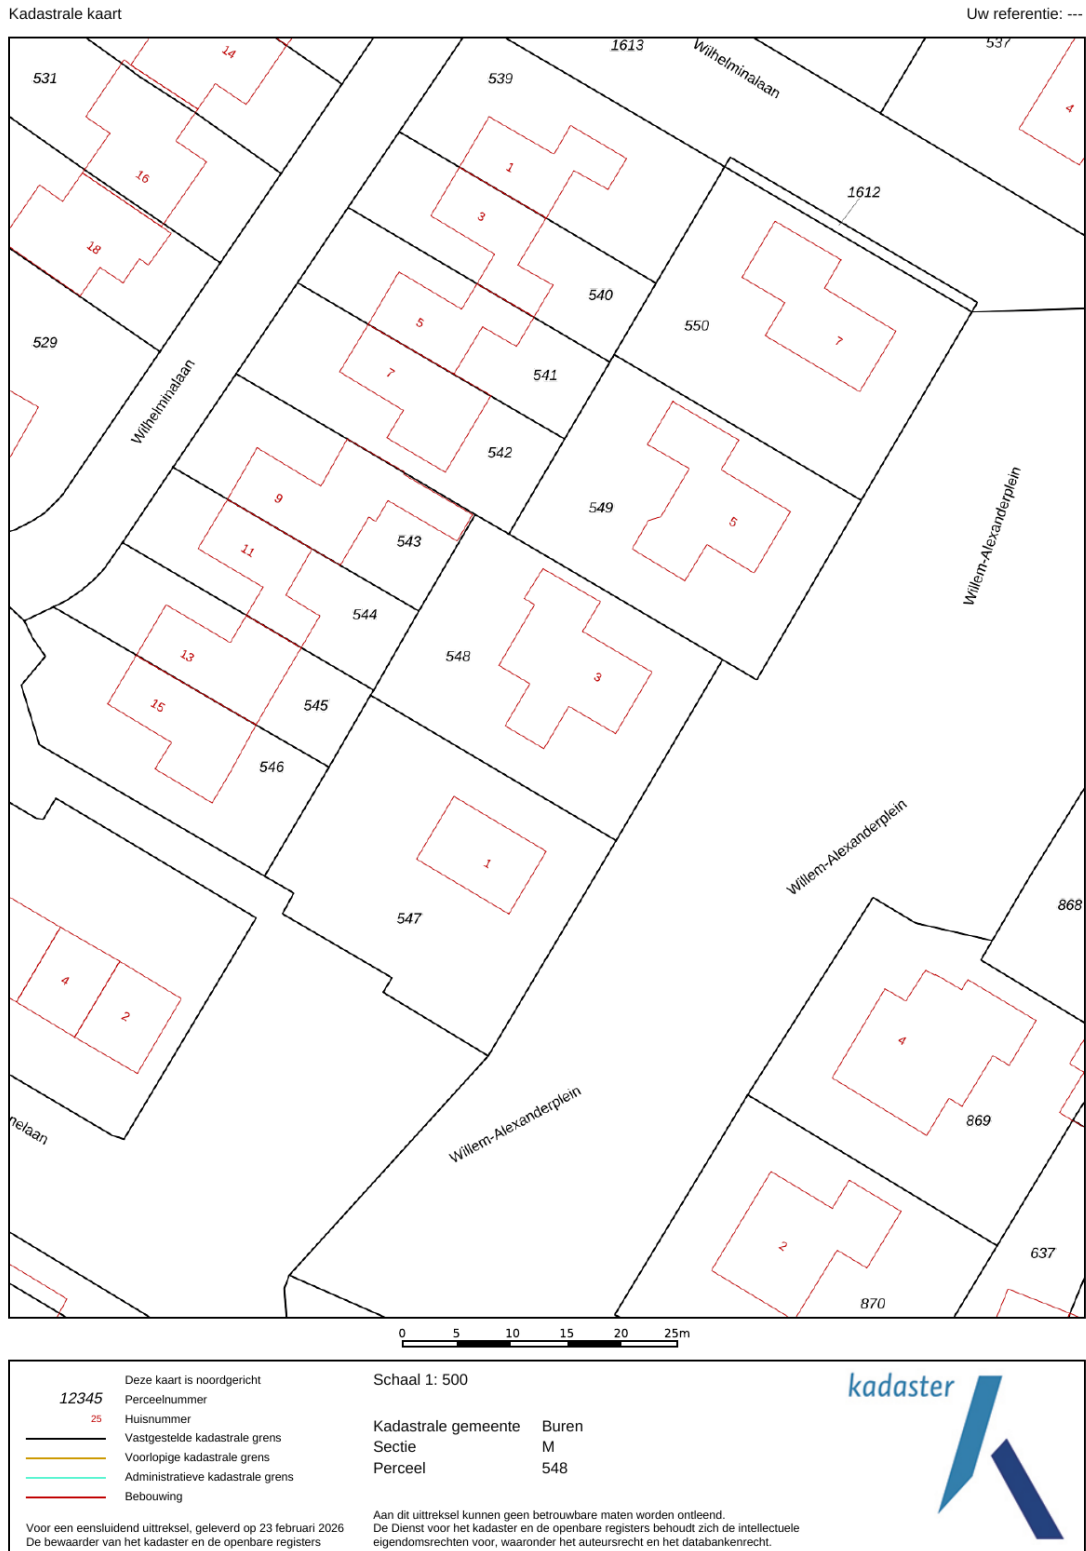 Kadastrale kaart
Uw referentie: ---
14
531
539
1613
Wilhelminalaan
537
4
16
1
1612
3
18
540
550
5
7
529
7
541
Wilhelminalaan
542
9
549
5
Willem-Alexanderplein
543
11
544
548
3
13
15
545
546
Willem-Alexanderplein
1
547
868
4
2
4
nelaan
Willem-Alexanderplein
869
2
637
870
0 5 10 15 20 25m
Deze kaart is noordgericht
12345 Perceelnummer
25 Huisnummer
Vastgestelde kadastrale grens
Voorlopige kadastrale grens
Administratieve kadastrale grens
Bebouwing
Voor een eensluidend uittreksel, geleverd op 23 februari 2026
De bewaarder van het kadaster en de openbare registers
Schaal 1: 500
Kadastrale gemeente Buren
Sectie M
Perceel 548
Aan dit uittreksel kunnen geen betrouwbare maten worden ontleend.
De Dienst voor het kadaster en de openbare registers behoudt zich de intellectuele
eigendomsrechten voor, waaronder het auteursrecht en het databankenrecht.
kadaster